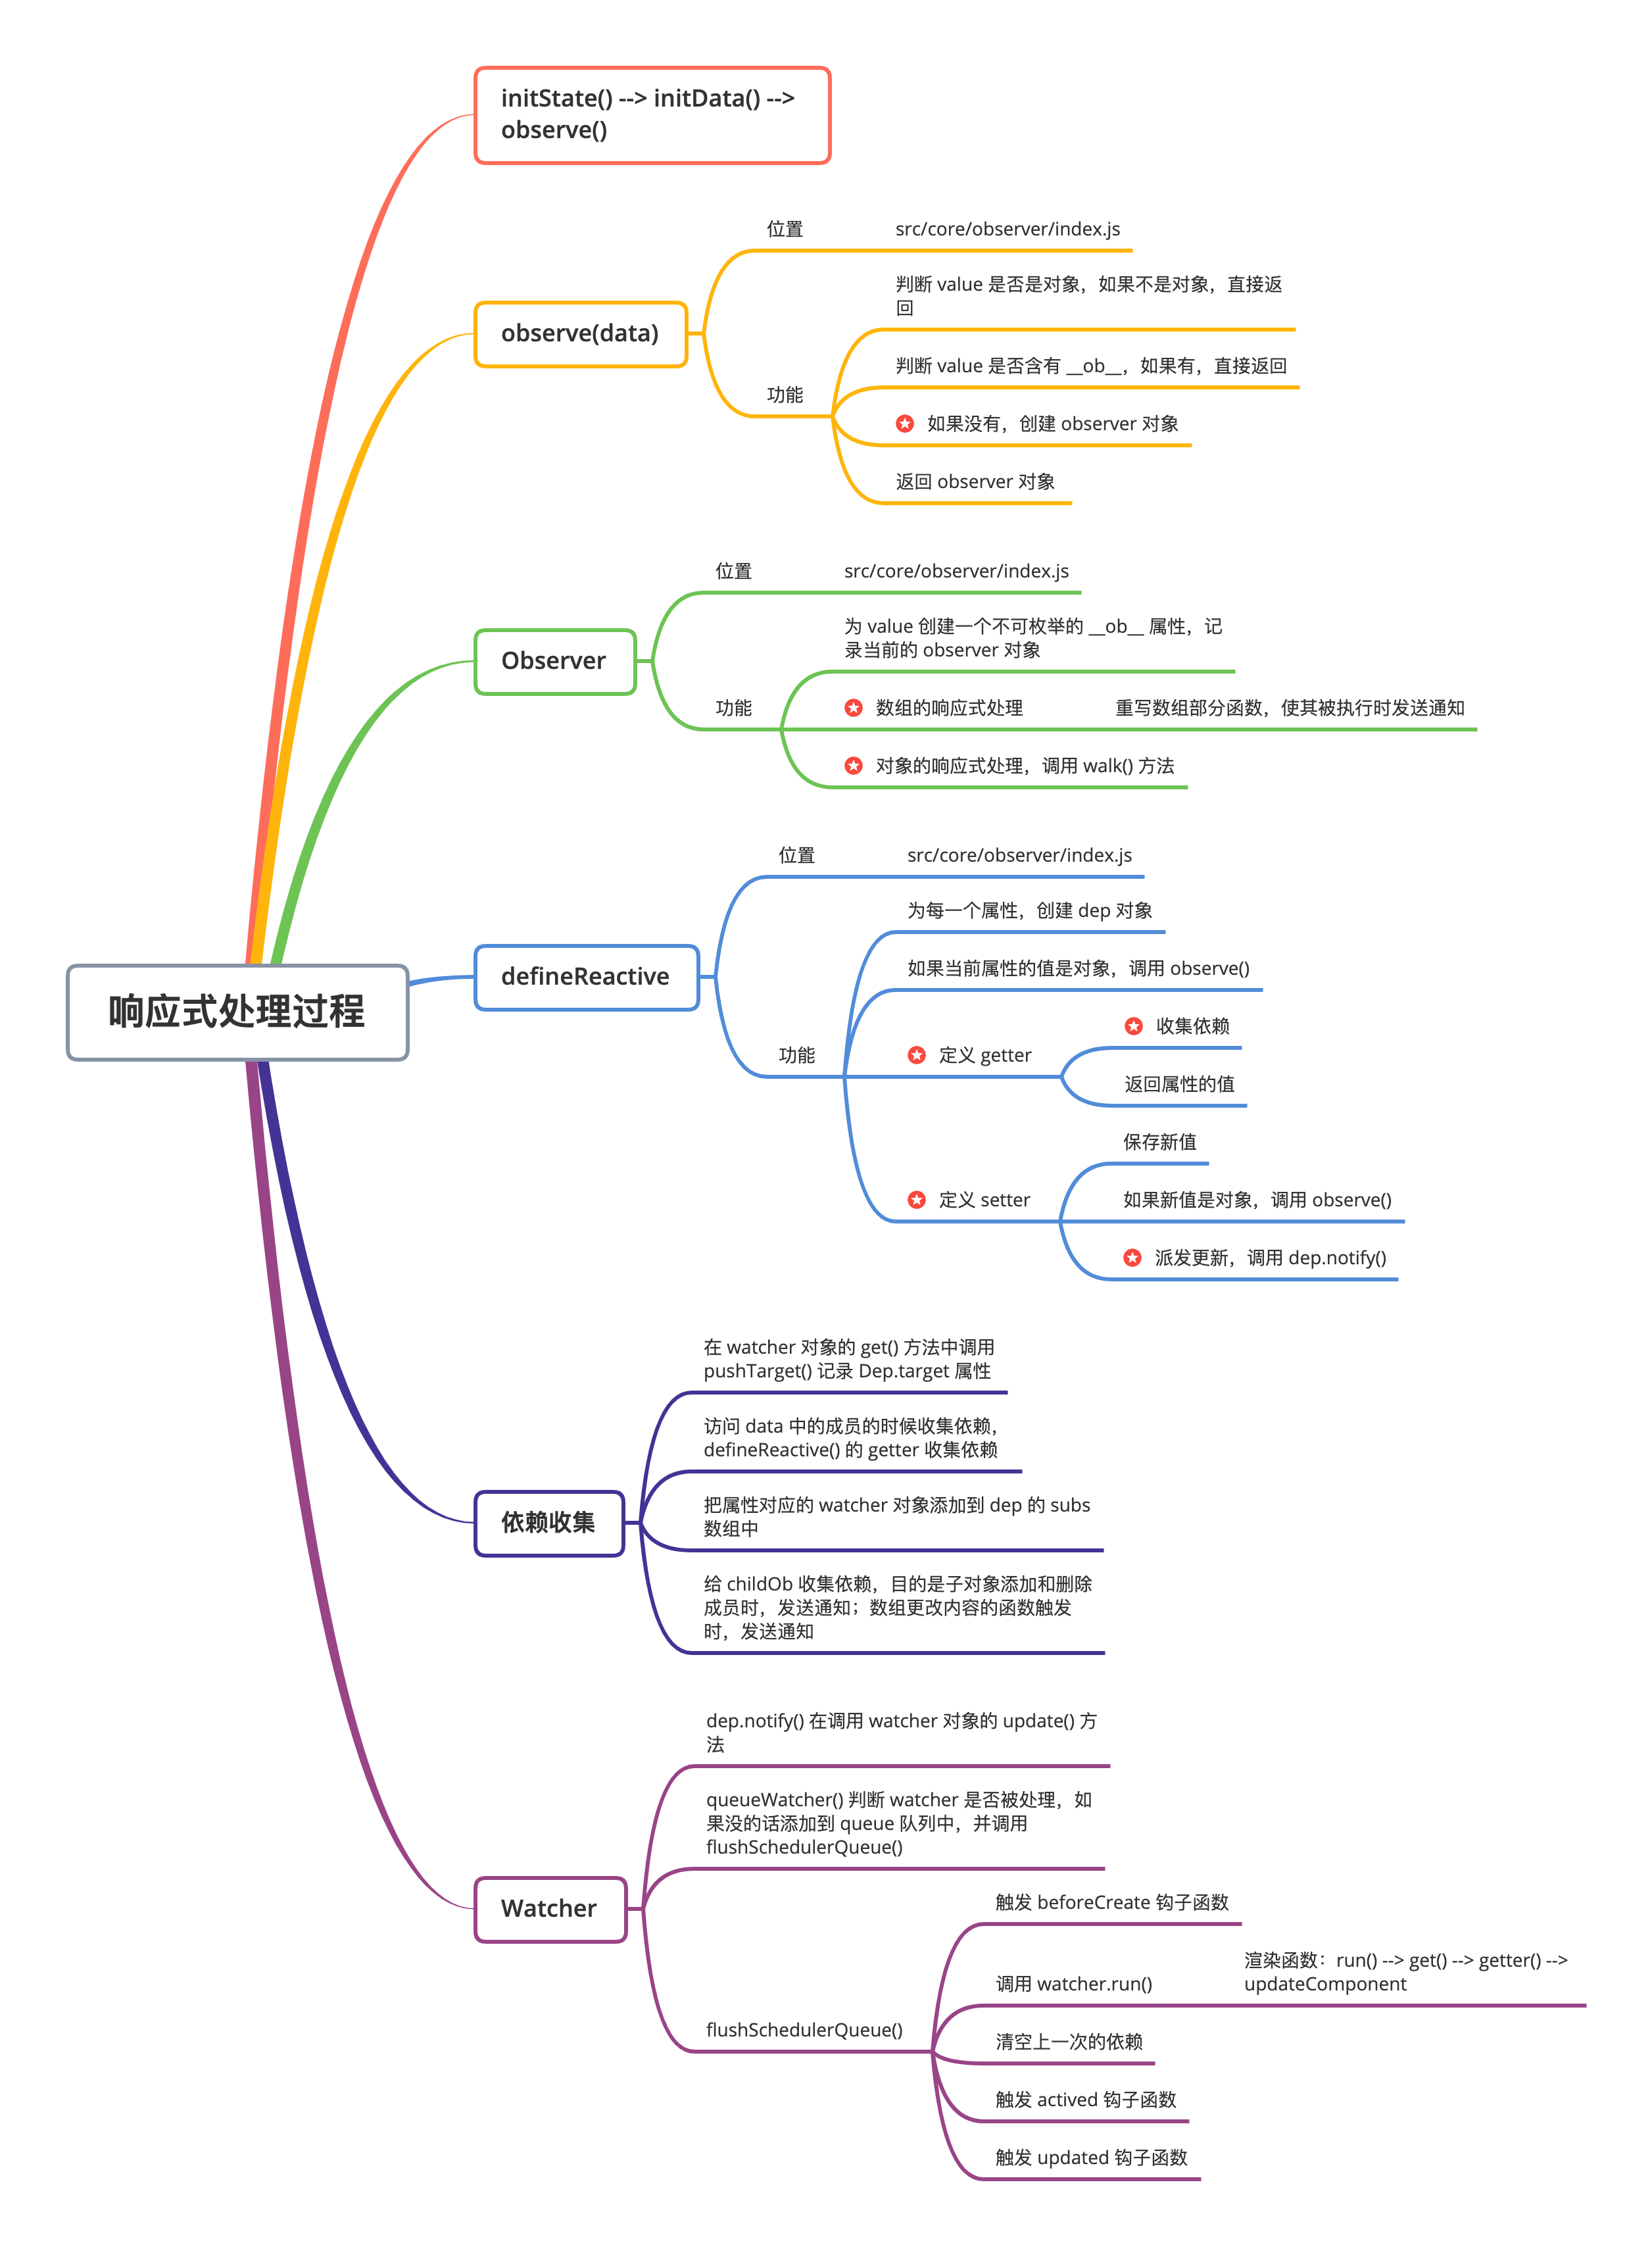 initState() --> initData() -->
observe()
位置
src/core/observer/index.js
判断 value 是否是对象，如果不是对象，直接返
回
observe(data)
判断 value 是否含有 __ob__，如果有，直接返回
功能
如果没有，创建 observer 对象
返回 observer 对象
位置
src/core/observer/index.js
为 value 创建一个不可枚举的 __ob__ 属性，记
录当前的 observer 对象
Observer
功能
数组的响应式处理
重写数组部分函数，使其被执行时发送通知
对象的响应式处理，调用 walk() 方法
位置
src/core/observer/index.js
为每一个属性，创建 dep 对象
defineReactive
如果当前属性的值是对象，调用 observe()
响应式处理过程
功能
定义 getter
收集依赖
返回属性的值
定义 setter
保存新值
如果新值是对象，调用 observe()
派发更新，调用 dep.notify()
在 watcher 对象的 get() 方法中调用
pushTarget() 记录 Dep.target 属性
访问 data 中的成员的时候收集依赖，
defineReactive() 的 getter 收集依赖
依赖收集
把属性对应的 watcher 对象添加到 dep 的 subs
数组中
给 childOb 收集依赖，目的是子对象添加和删除
成员时，发送通知；数组更改内容的函数触发
时，发送通知
dep.notify() 在调用 watcher 对象的 update() 方
法
queueWatcher() 判断 watcher 是否被处理，如
果没的话添加到 queue 队列中，并调用
flushSchedulerQueue()
Watcher
flushSchedulerQueue()
触发 beforeCreate 钩子函数
调用 watcher.run()
渲染函数：run() --> get() --> getter() -->
updateComponent
清空上一次的依赖
触发 actived 钩子函数
触发 updated 钩子函数